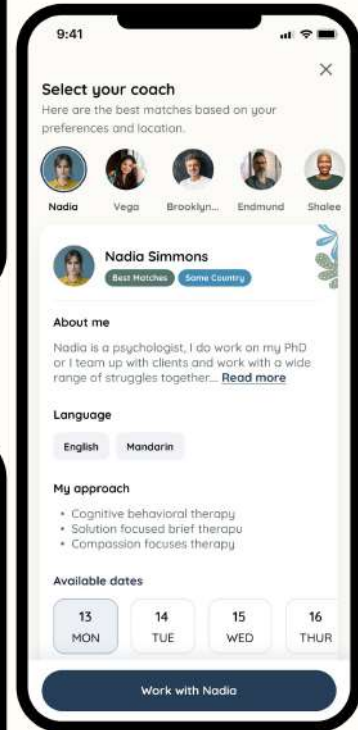 9:41
Select your coach
Here are the best matches based on your
preferences and location.
Nadia
Vega
Brooklyn...
Endmund
Shalee
Nadia Simmons
Best Matches
Same Country
About me
Nadia is a psychologist, I do work on my PhD
or I team up with clients and work with a wide
range of struggles together... Read more
Language
English
Mandarin
My approach
• Cognitive behavioral therapy
• Solution focused brief therapu
• Compassion focuses therapy
Available dates
13
MON
14
TUE
15
WED
16
THUR
Work with Nadia